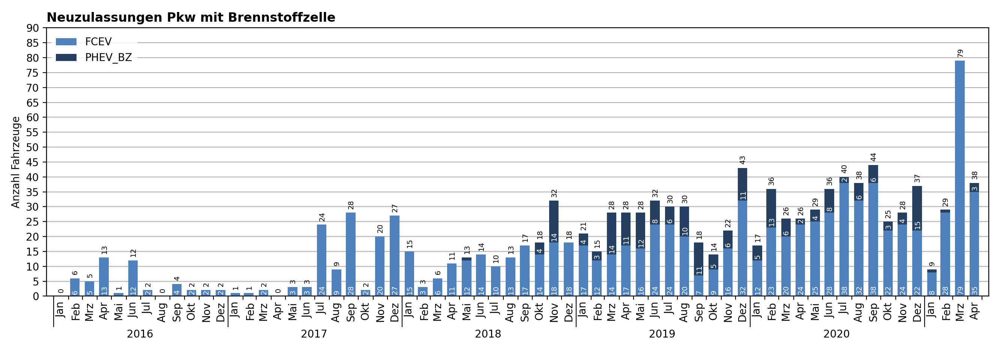 Neuzulassungen Pkw mit Brennstoffzelle
Anzahl Fahrzeuge
90
85
80
75
70
65
60
55
50
45
40
35
30
25
20
15
10
5
0
FCEV
PHEV_BZ
0 6 5 13 1 12 2 0 4 2 2 2 1 1 2 0 3 3 24 9 28 2 20 27 15 3 6 11 13 14 10 13 17 18 32 18 21 15 28 28 28 32 30 30 18 14 22 43 17 36 26 26 29 36 40 38 44 25 28 37 9 29 79 38
4 14 4 3 14 11 12 8 6 10 11 5 6 11 5 13 6 2 4 8 2 6 6 3 4 15 3
6 5 13 12 2 4 2 2 2 2 3 3 24 9 28 2 20 27 15 3 6 11 12 14 10 13 17 14 18 18 17 12 14 17 16 24 24 20 7 9 16 32 12 23 20 24 25 28 38 32 38 22 24 22 8 28 79 35
Jan Feb Mrz Apr Mai Jun Jul Aug Sep Okt Nov Dez Jan Feb Mrz Apr Mai Jun Jul Aug Sep Okt Nov Dez Jan Feb Mrz Apr Mai Jun Jul Aug Sep Okt Nov Dez Jan Feb Mrz Apr Mai Jun Jul Aug Sep Okt Nov Dez Jan Feb Mrz Apr Mai Jun Jul Aug Sep Okt Nov Dez Jan Feb Mrz Apr
2016 2017 2018 2019 2020